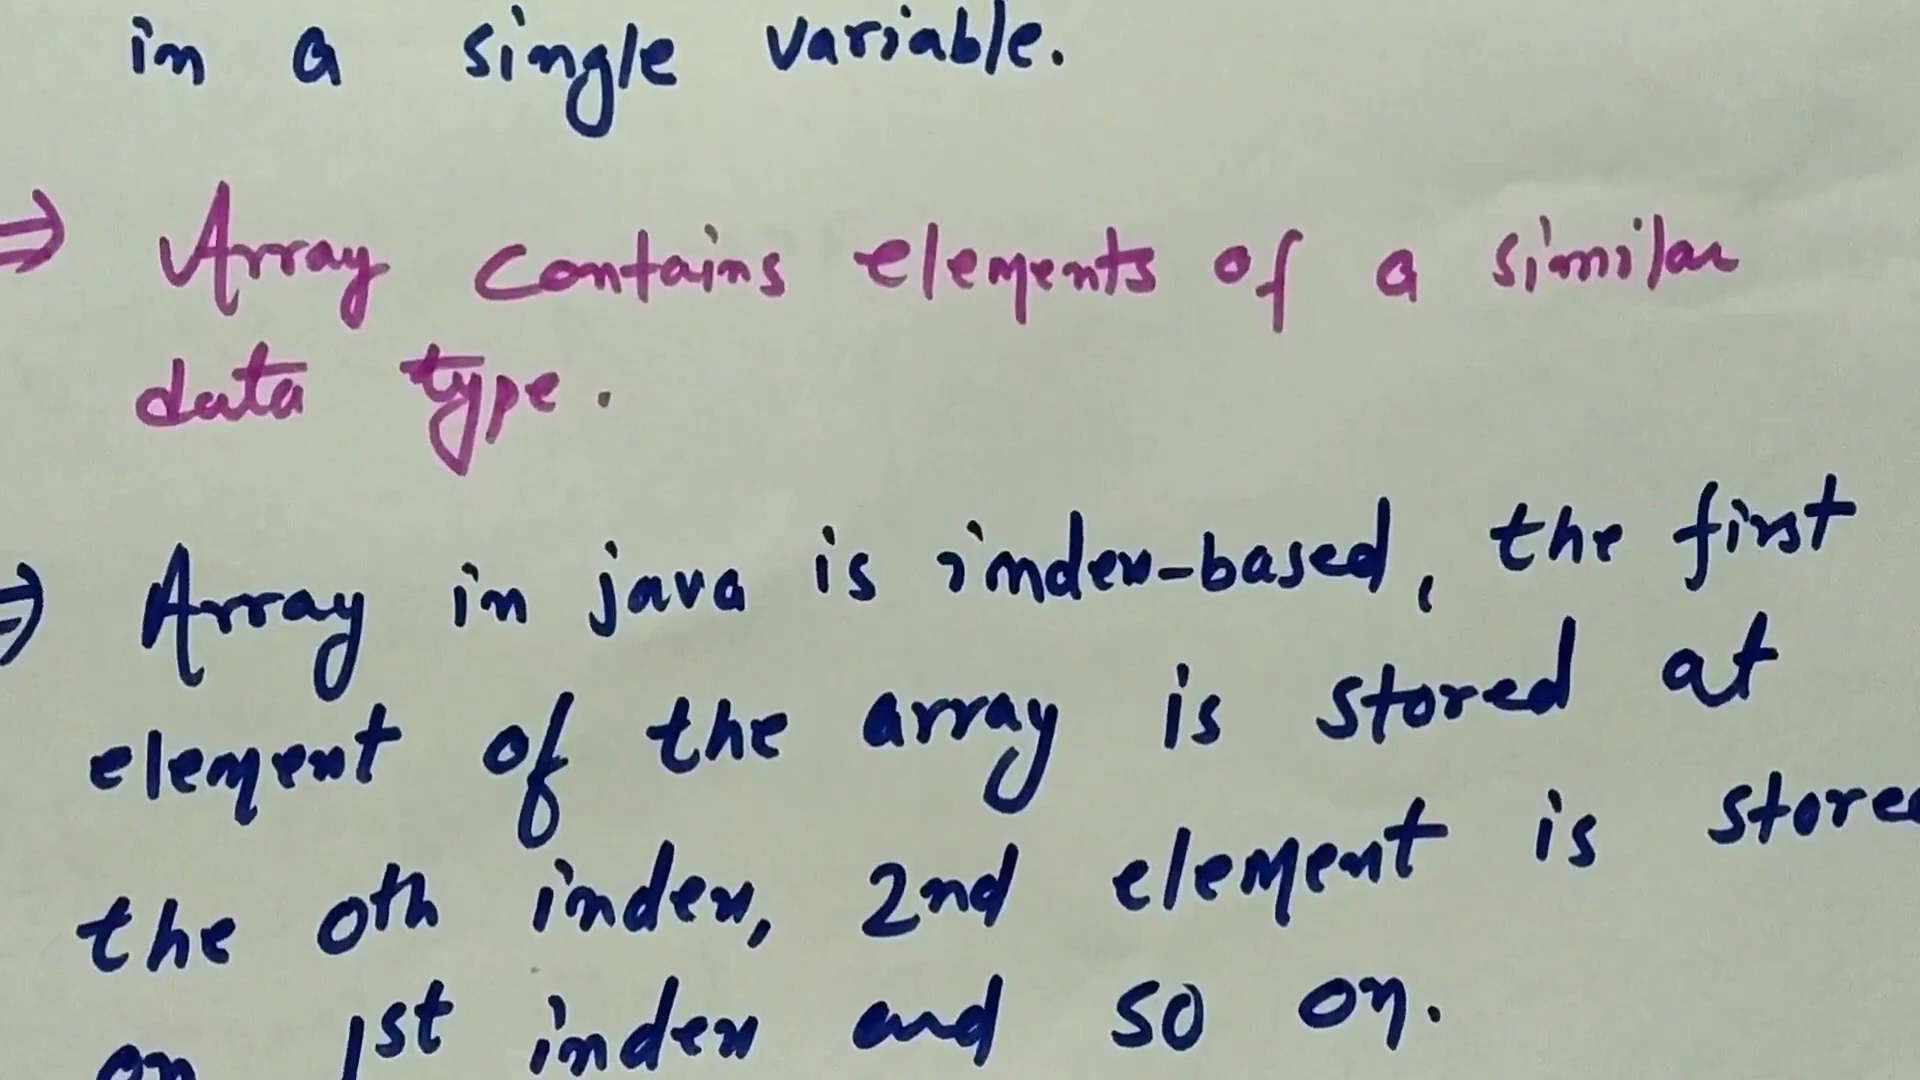 in a single variable.
⇒ Array contains elements of a similar
data type.
⇒ Array in java is index-based, the first
element of the array is stored at
the 0th index, 2nd element is stored
on 1st index and so on.